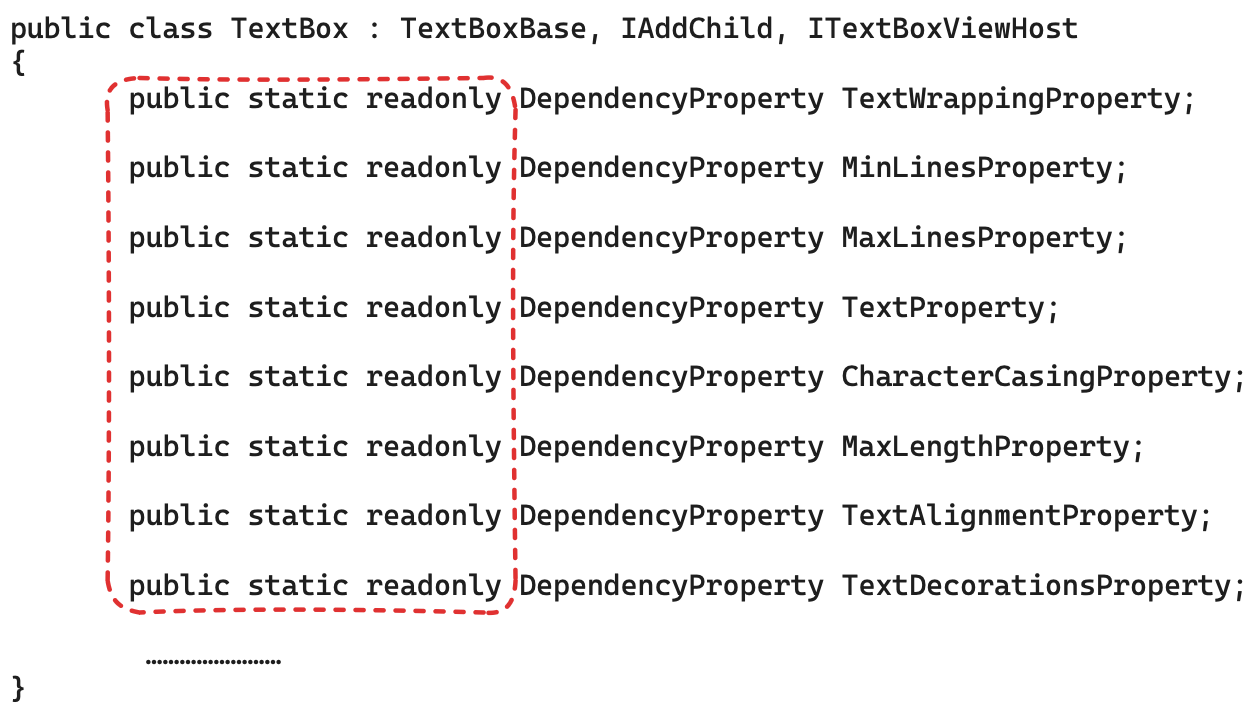 public class TextBox : TextBoxBase, IAddChild, ITextBoxViewHost
{
public static readonly DependencyProperty TextWrappingProperty;
public static readonly DependencyProperty MinLinesProperty;
public static readonly DependencyProperty MaxLinesProperty;
public static readonly DependencyProperty TextProperty;
public static readonly DependencyProperty CharacterCasingProperty;
public static readonly DependencyProperty MaxLengthProperty;
public static readonly DependencyProperty TextAlignmentProperty;
public static readonly DependencyProperty TextDecorationsProperty;
………………………
}